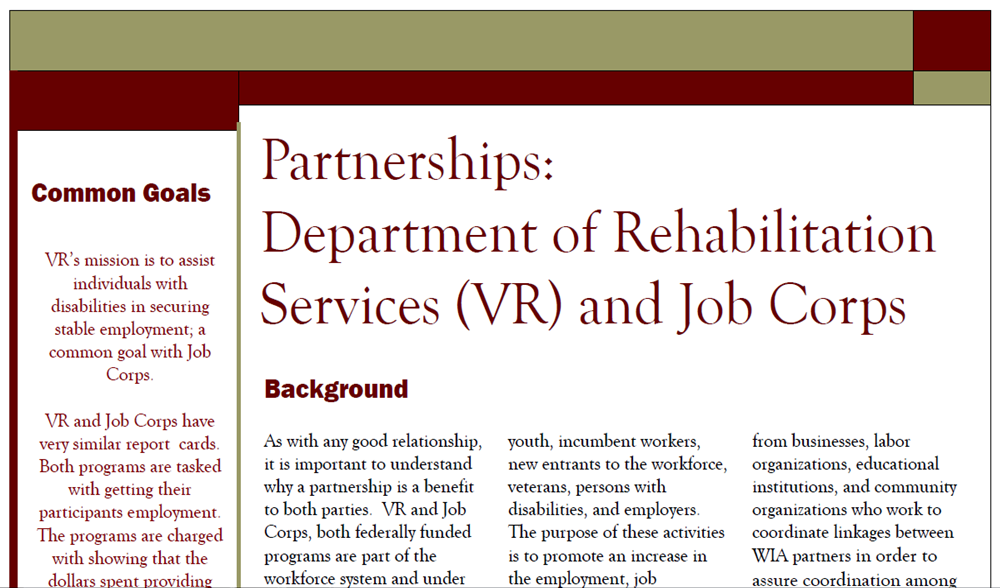 Common Goals
VR's mission is to assist
individuals with
disabilities in securing
stable employment; a
common goal with Job
Corps.
VR and Job Corps have
very similar report cards.
Both programs are tasked
with getting their
participants employment.
The programs are charged
with showing that the
dollars spent providing
Partnerships:
Department of Rehabilitation
Services (VR) and Job Corps
Background
As with any good relationship,
it is important to understand
why a partnership is a benefit
to both parties. VR and Job
Corps, both federally funded
programs are part of the
workforce system and under
youth, incumbent workers,
new entrants to the workforce,
veterans, persons with
disabilities, and employers.
The purpose of these activities
is to promote an increase in
the employment, job
from businesses, labor
organizations, educational
institutions, and community
organizations who work to
coordinate linkages between
WIA partners in order to
assure coordination among